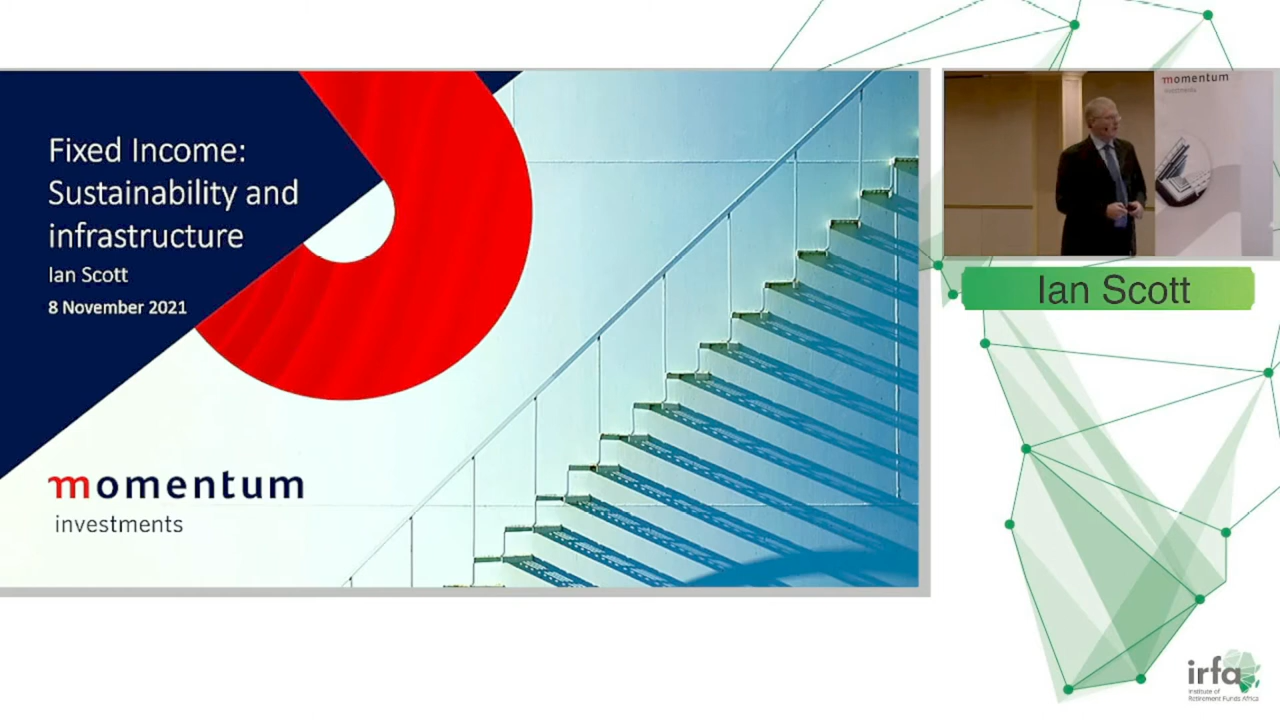 Fixed Income:
Sustainability and
infrastructure
Ian Scott
8 November 2021
momentum
investments
momentum
investments
Ian Scott
irfa
Institute of
Retirement Funds Africa